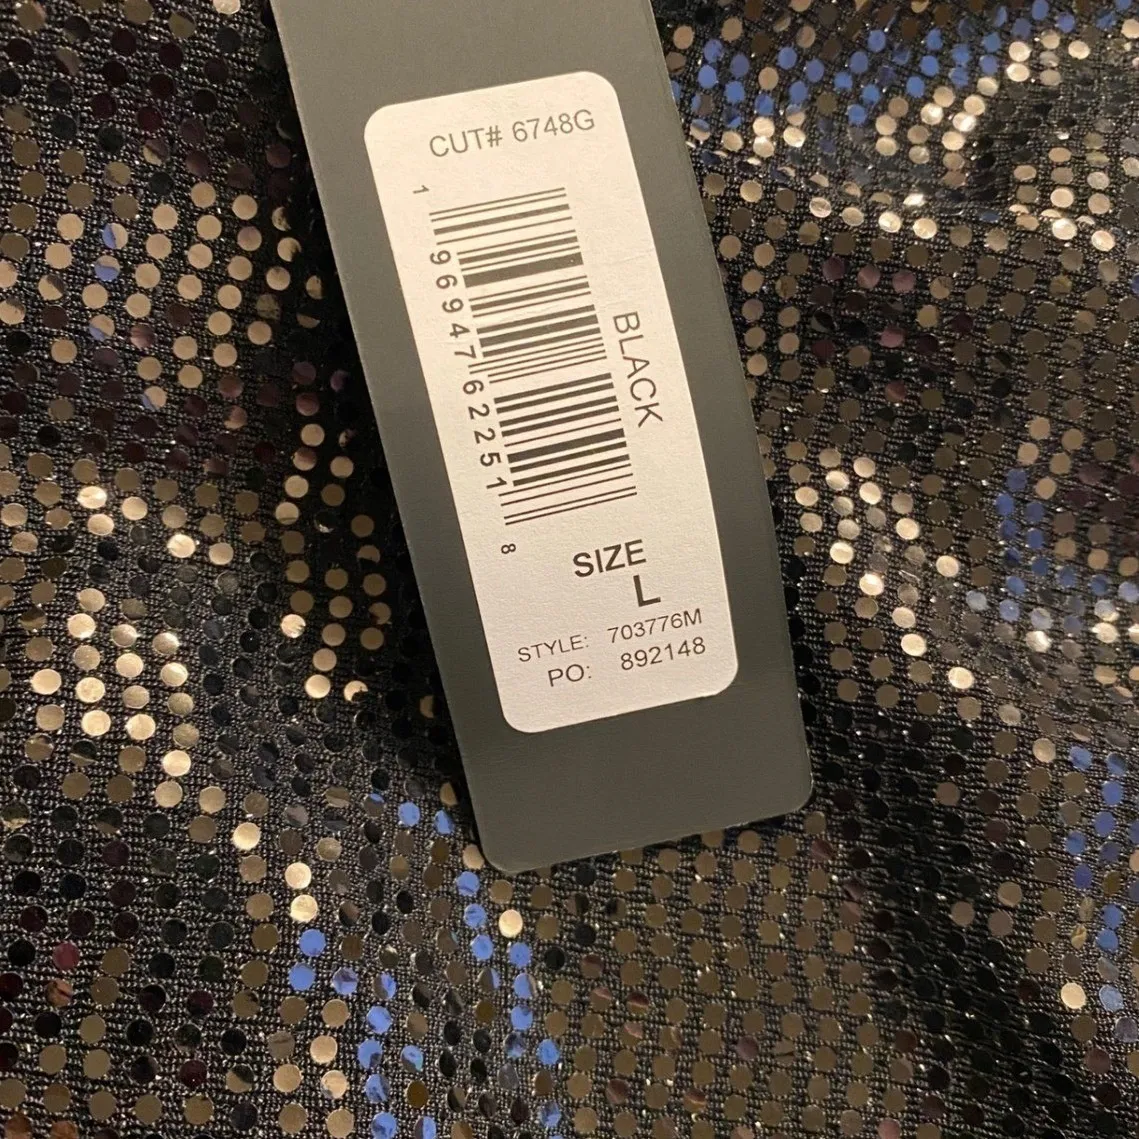 CUT# 6748G
1 96947 62251 8
BLACK
SIZE
L
STYLE: 703776M
PO: 892148